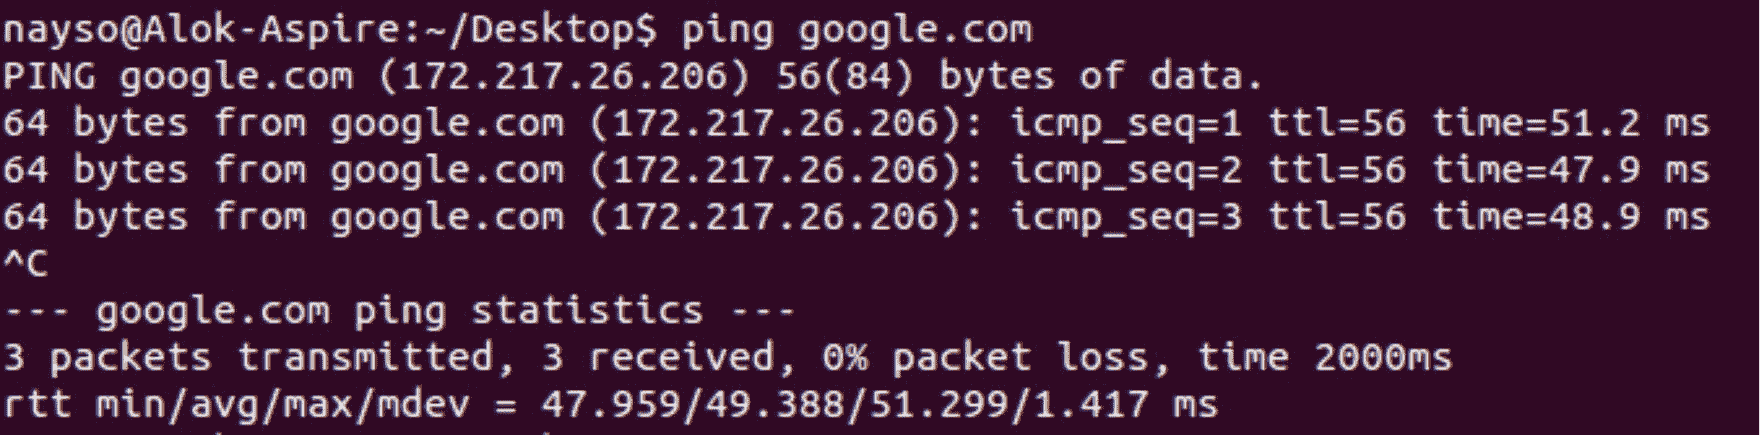 nayso@Alok-Aspire:~/Desktop$ ping google.com
PING google.com (172.217.26.206) 56(84) bytes of data.
64 bytes from google.com (172.217.26.206): icmp_seq=1 ttl=56 time=51.2 ms
64 bytes from google.com (172.217.26.206): icmp_seq=2 ttl=56 time=47.9 ms
64 bytes from google.com (172.217.26.206): icmp_seq=3 ttl=56 time=48.9 ms
^C
--- google.com ping statistics ---
3 packets transmitted, 3 received, 0% packet loss, time 2000ms
rtt min/avg/max/mdev = 47.959/49.388/51.299/1.417 ms